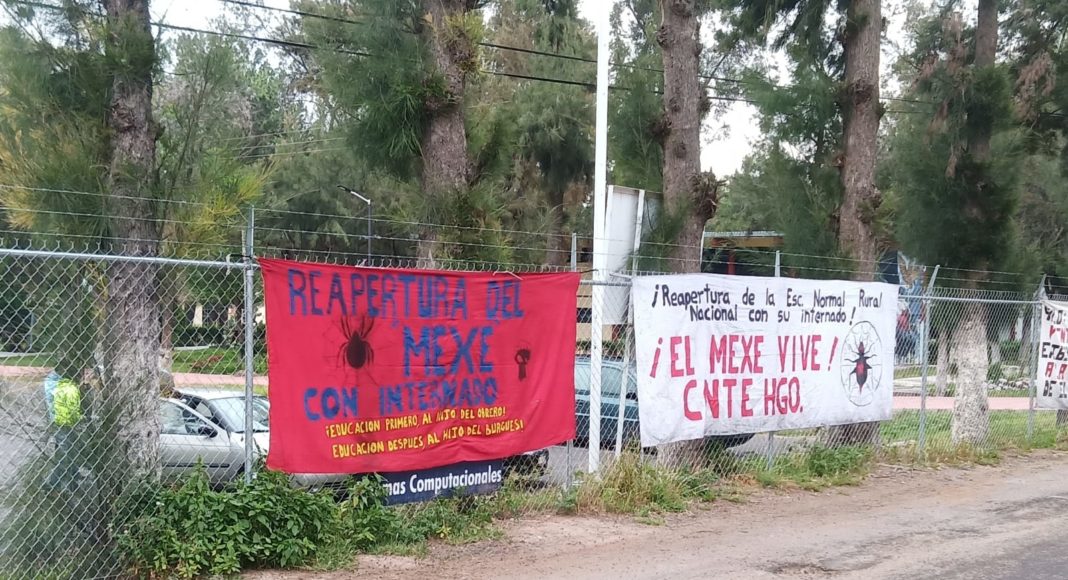 REAPERTURA DEL
"MEXE"
CON INTERNADO
¡EDUCACION PRIMERO, AL HIJO DEL OBRERO!
EDUCACION DESPUES, AL HIJO DEL BURGUES¡
mas Computacionales
¡Reapertura de la Esc. Normal Rural
Nacional con su internado!
¡EL MEXE VIVE!
CNTE HGO.